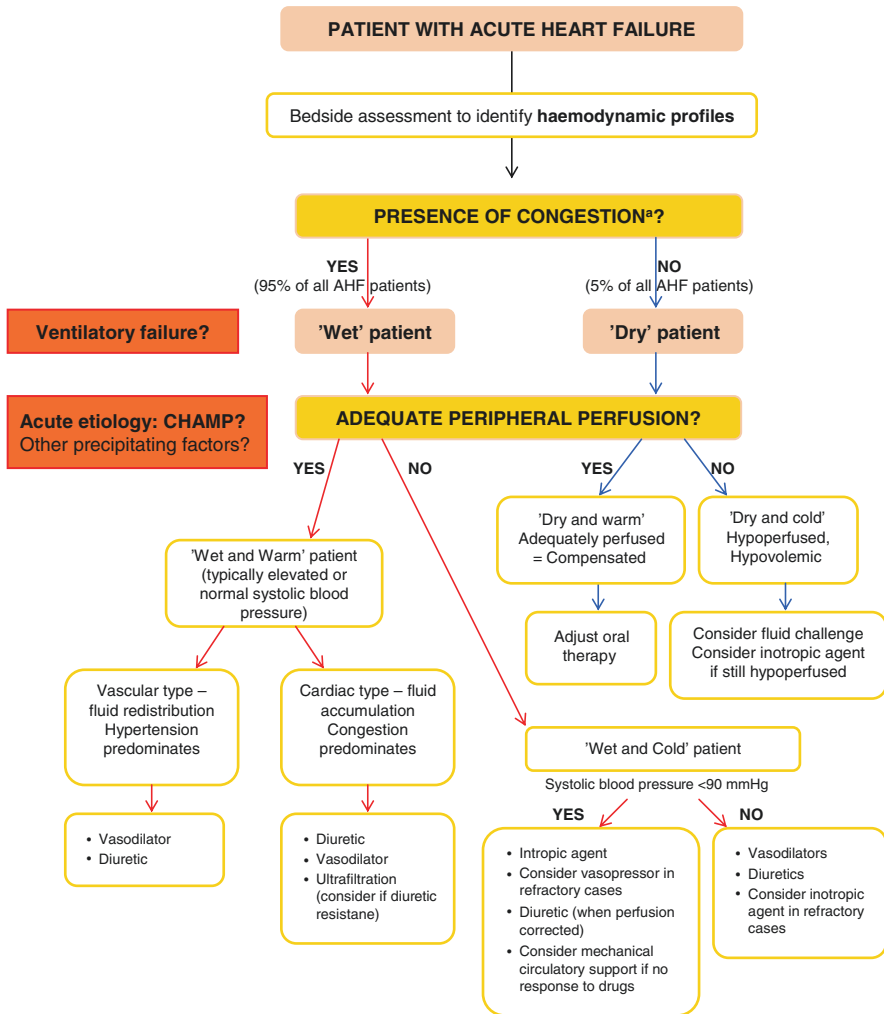 PATIENT WITH ACUTE HEART FAILURE
Bedside assessment to identify haemodynamic profiles
PRESENCE OF CONGESTIONᵃ?
YES
(95% of all AHF patients)
NO
(5% of all AHF patients)
Ventilatory failure?
'Wet' patient
'Dry' patient
Acute etiology: CHAMP?
Other precipitating factors?
ADEQUATE PERIPHERAL PERFUSION?
YES
NO
YES
NO
'Dry and warm'
Adequately perfused
= Compensated
'Dry and cold'
Hypoperfused,
Hypovolemic
'Wet and Warm' patient
(typically elevated or
normal systolic blood
pressure)
Adjust oral
therapy
Consider fluid challenge
Consider inotropic agent
if still hypoperfused
Vascular type –
fluid redistribution
Hypertension
predominates
Cardiac type – fluid
accumulation
Congestion
predominates
'Wet and Cold' patient
Systolic blood pressure <90 mmHg
YES
NO
• Vasodilator
• Diuretic
• Diuretic
• Vasodilator
• Ultrafiltration
(consider if diuretic
resistane)
• Intropic agent
• Consider vasopressor in
refractory cases
• Diuretic (when perfusion
corrected)
• Consider mechanical
circulatory support if no
response to drugs
• Vasodilators
• Diuretics
• Consider inotropic
agent in refractory
cases